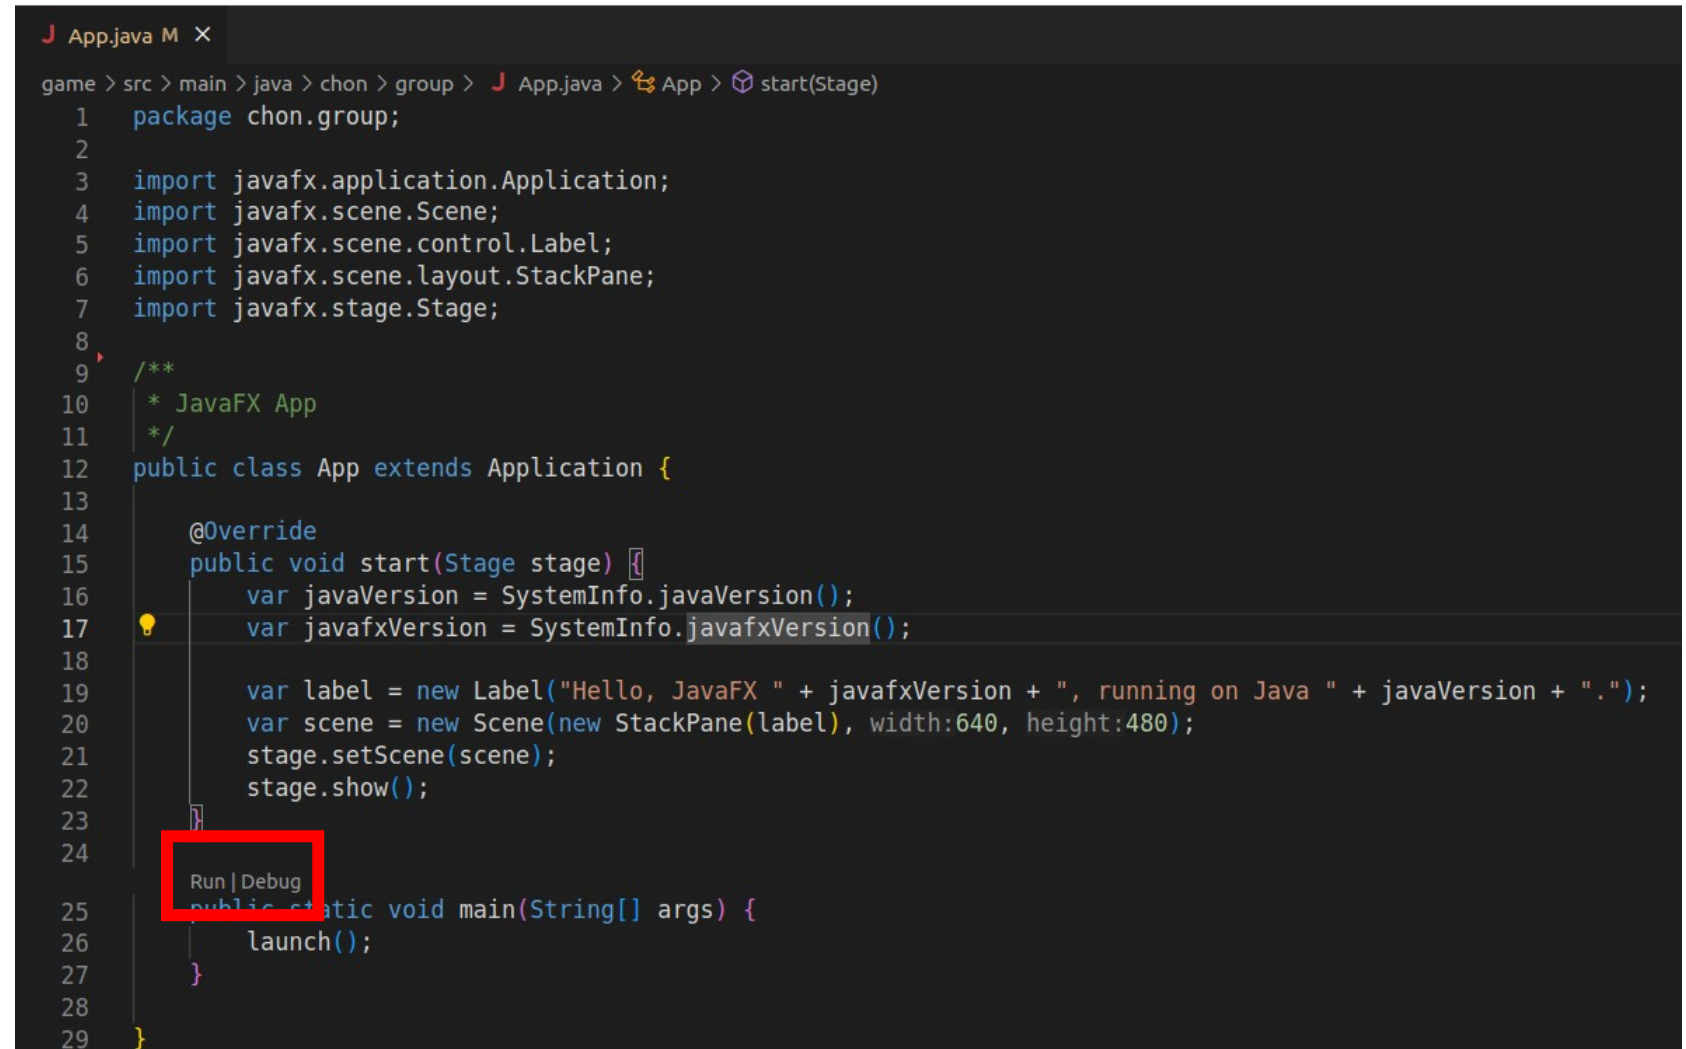 J App.java M ×
game > src > main > java > chon > group > J App.java > App > start(Stage)
1 package chon.group;
2
3 import javafx.application.Application;
4 import javafx.scene.Scene;
5 import javafx.scene.control.Label;
6 import javafx.scene.layout.StackPane;
7 import javafx.stage.Stage;
8
9 /**
10 * JavaFX App
11 */
12 public class App extends Application {
13
14 @Override
15 public void start(Stage stage) {
16 var javaVersion = SystemInfo.javaVersion();
17 var javafxVersion = SystemInfo.javafxVersion();
18
19 var label = new Label("Hello, JavaFX " + javafxVersion + ", running on Java " + javaVersion + ".");
20 var scene = new Scene(new StackPane(label), width:640, height:480);
21 stage.setScene(scene);
22 stage.show();
23 }
24
Run | Debug
25 public static void main(String[] args) {
26 launch();
27 }
28
29 }